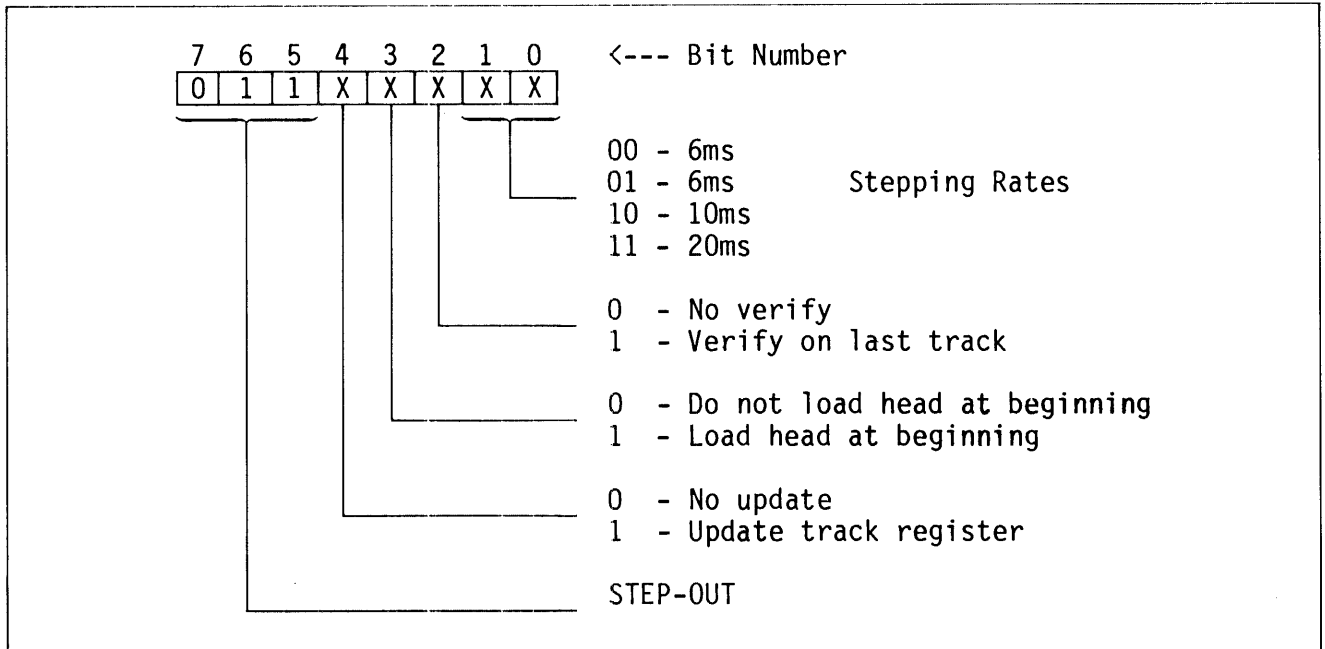 7 6 5 4 3 2 1 0 <--- Bit Number
0 1 1 X X X X X
00 - 6ms
01 - 6ms Stepping Rates
10 - 10ms
11 - 20ms
0 - No verify
1 - Verify on last track
0 - Do not load head at beginning
1 - Load head at beginning
0 - No update
1 - Update track register
STEP-OUT